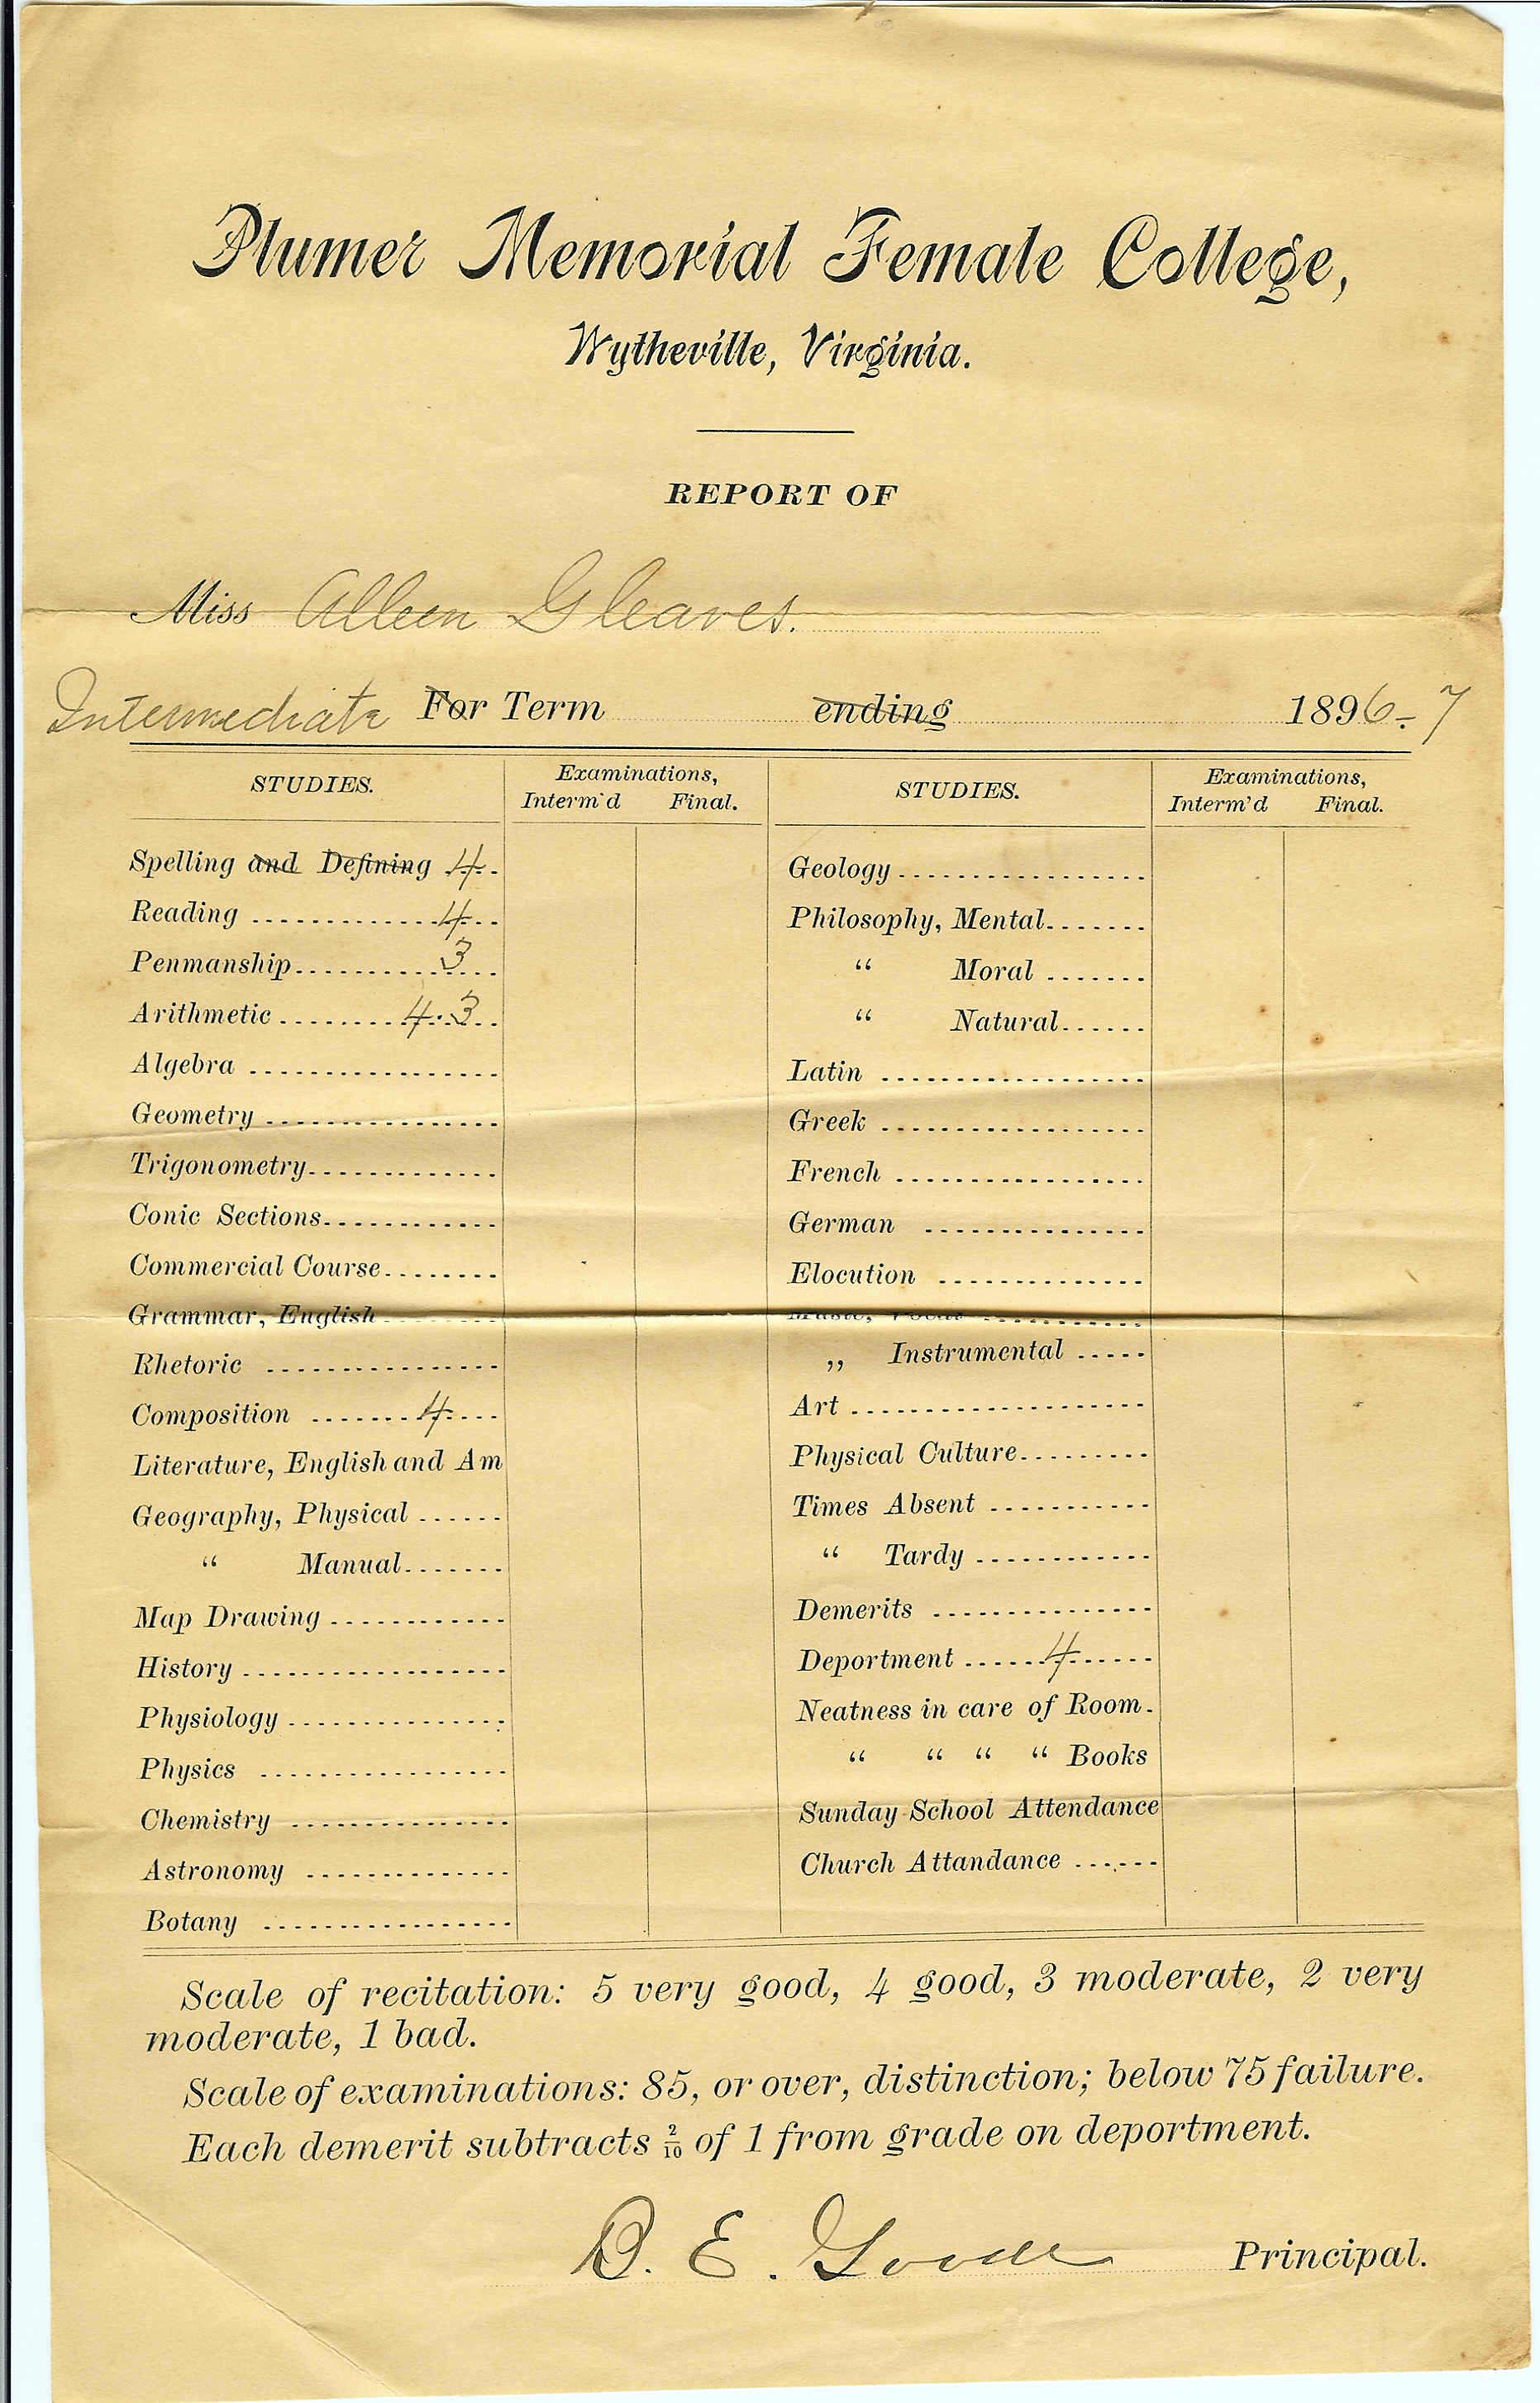 Plumer Memorial Female College,
Wytheville, Virginia.
REPORT OF
Miss Alleen Gleaves.
Intermediate For Term ending 1896-7
STUDIES. Examinations, Interm'd Final.
Spelling and Defining 4
Reading 4
Penmanship 3
Arithmetic 4.3
Algebra
Geometry
Trigonometry
Conic Sections
Commercial Course
Grammar, English
Rhetoric
Composition 4
Literature, English and Am
Geography, Physical
“ Manual
Map Drawing
History
Physiology
Physics
Chemistry
Astronomy
Botany
STUDIES. Examinations, Interm'd Final.
Geology
Philosophy, Mental
“ Moral
“ Natural
Latin
Greek
French
German
Elocution
Music, Vocal
„ Instrumental
Art
Physical Culture
Times Absent
“ Tardy
Demerits
Deportment 4
Neatness in care of Room.
“ “ “ “ Books
Sunday School Attendance
Church Attandance
Scale of recitation: 5 very good, 4 good, 3 moderate, 2 very
moderate, 1 bad.
Scale of examinations: 85, or over, distinction; below 75 failure.
Each demerit subtracts 2/10 of 1 from grade on deportment.
E. Goode Principal.